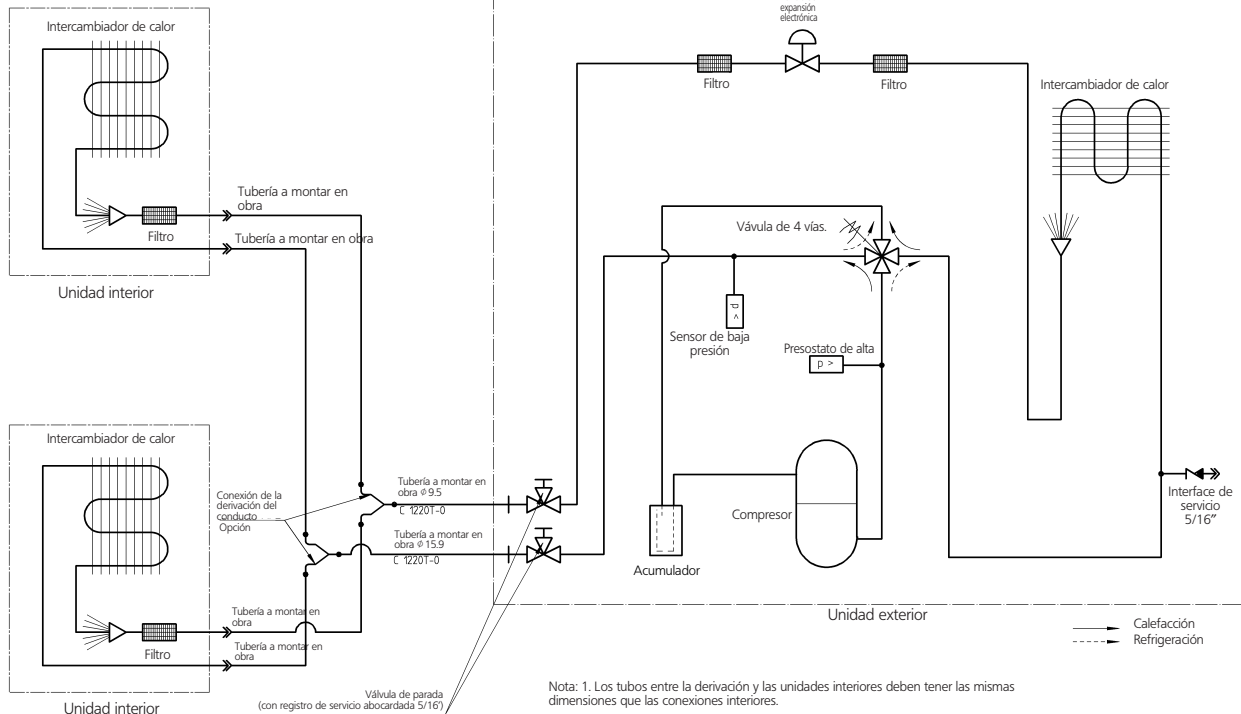 Intercambiador de calor
Filtro
Unidad interior
Tubería a montar en
obra
Tubería a montar en obra
expansión
electrónica
Filtro
Filtro
Intercambiador de calor
Vávula de 4 vías.
Sensor de baja
presión
Presostato de alta
p >
p <
Compresor
Acumulador
Interface de
servicio
5/16"
Unidad exterior
Calefacción
Refrigeración
Intercambiador de calor
Conexión de la
derivación del
conducto
Opción
Tubería a montar en
obra ϕ 9.5
C 1220T-0
Tubería a montar en
obra ϕ 15.9
C 1220T-0
Tubería a montar en
obra
Tubería a montar en
obra
Filtro
Unidad interior
Válvula de parada
(con registro de servicio abocardada 5/16')
Nota: 1. Los tubos entre la derivación y las unidades interiores deben tener las mismas
dimensiones que las conexiones interiores.